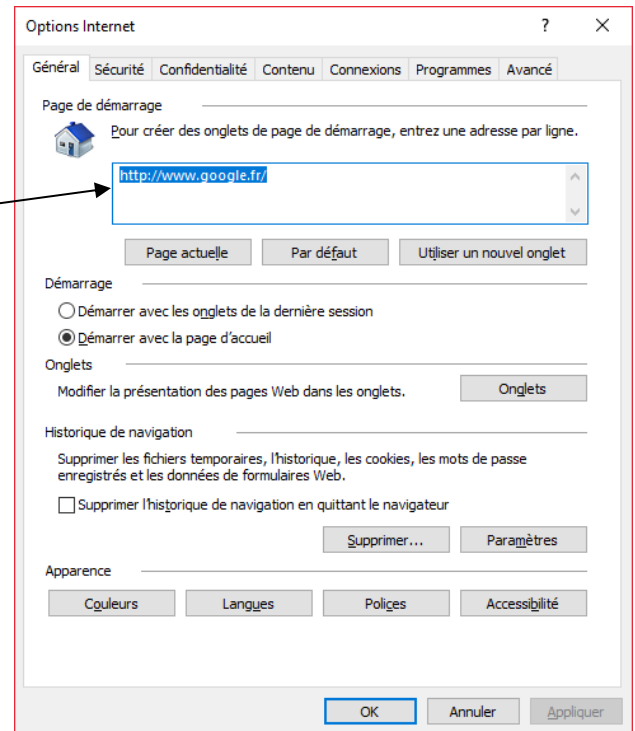 Options Internet ? ×
Général Sécurité Confidentialité Contenu Connexions Programmes Avancé
Page de démarrage
Pour créer des onglets de page de démarrage, entrez une adresse par ligne.
http://www.google.fr/
Page actuelle Par défaut Utiliser un nouvel onglet
Démarrage
Démarrer avec les onglets de la dernière session
Démarrer avec la page d'accueil
Onglets
Modifier la présentation des pages Web dans les onglets. Onglets
Historique de navigation
Supprimer les fichiers temporaires, l'historique, les cookies, les mots de passe
enregistrés et les données de formulaires Web.
Supprimer l'historique de navigation en quittant le navigateur
Supprimer... Paramètres
Apparence
Couleurs Langues Polices Accessibilité
OK Annuler Appliquer